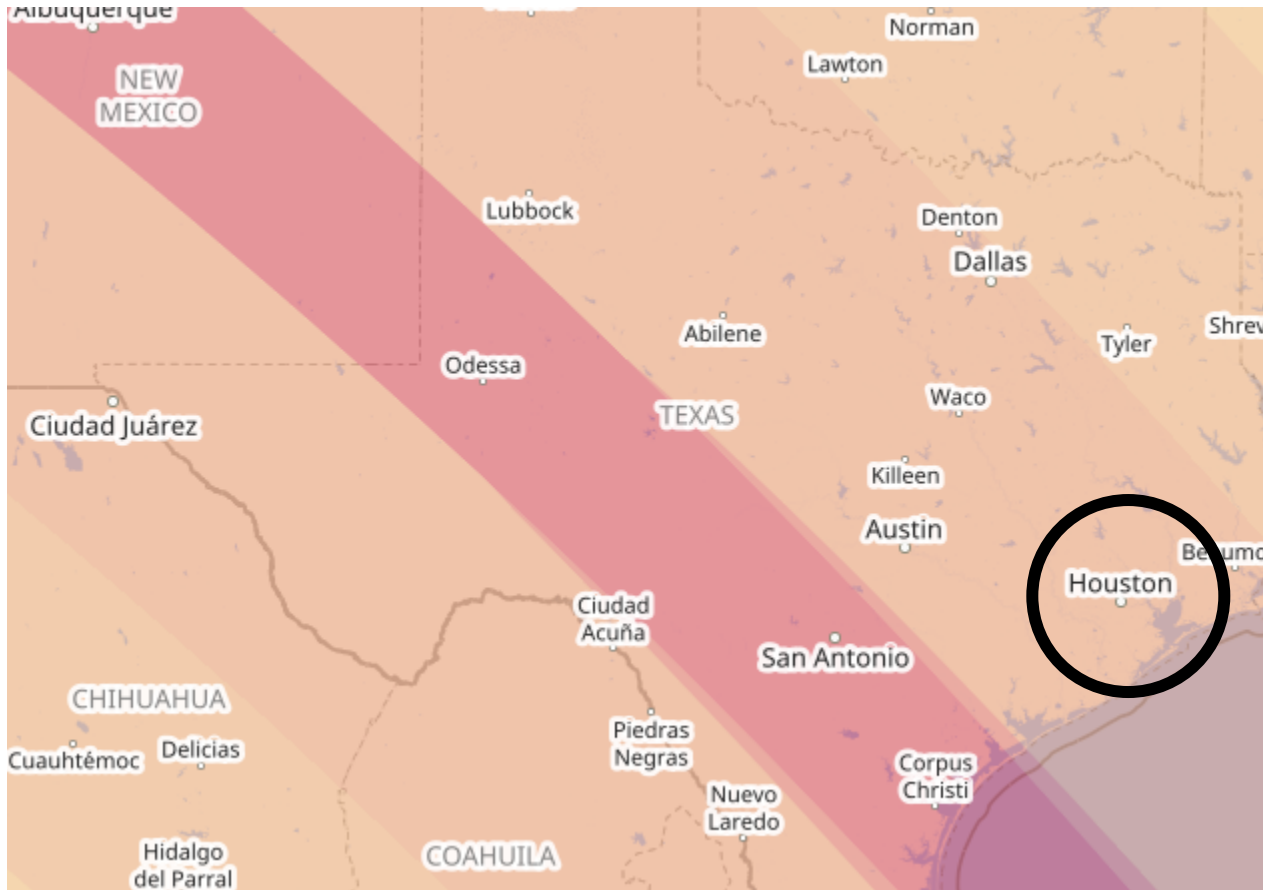 Albuquerque
Norman
Lawton
NEW
MEXICO
Lubbock
Denton
Dallas
Abilene
Tyler
Odessa
Waco
TEXAS
Ciudad Juárez
Killeen
Austin
Houston
Ciudad
Acuña
San Antonio
CHIHUAHUA
Piedras
Negras
Delicias
Cuauhtémoc
Corpus
Christi
Nuevo
Laredo
Hidalgo
del Parral
COAHUILA